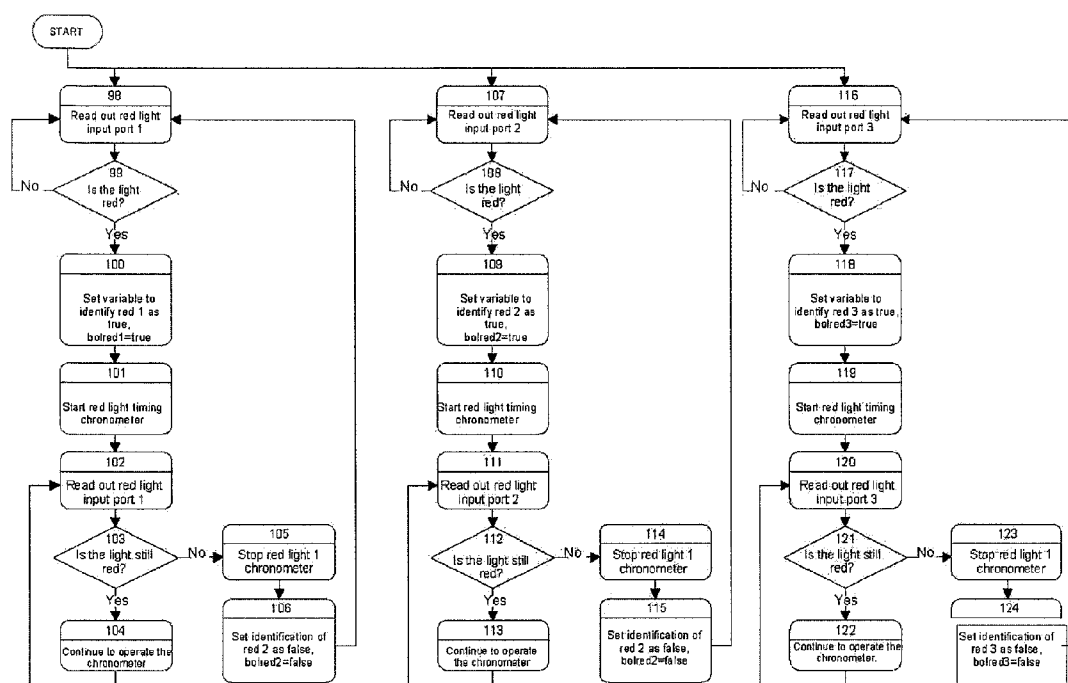 START
98
Read out red light
input port 1
99
Is the light
red?
No
Yes
100
Set variable to
identify red 1 as
true,
bolred1=true
101
Start red light timing
chronometer
102
Read out red light
input port 1
103
Is the light still
red?
No
Yes
104
Continue to operate the
chronometer
105
Stop red light 1
chronometer
106
Set identification of
red 2 as false,
bolred2=false
107
Read out red light
input port 2
108
Is the light
red?
No
Yes
109
Set variable to
identify red 2 as
true,
bolred2=true
110
Start red light timing
chronometer
111
Read out red light
input port 2
112
Is the light still
red?
No
Yes
113
Continue to operate
the chronometer
114
Stop red light 1
chronometer
115
Set identification of
red 2 as false,
bolred2=false
116
Read out red light
input port 3
117
Is the light
red?
No
Yes
118
Set variable to
identify red 3 as true,
bolred3=true
119
Start red light timing
chronometer
120
Read out red light
input port 3
121
Is the light still
red?
No
Yes
122
Continue to operate the
chronometer.
123
Stop red light 1
chronometer
124
Set identification of
red 3 as false,
bolred3=false